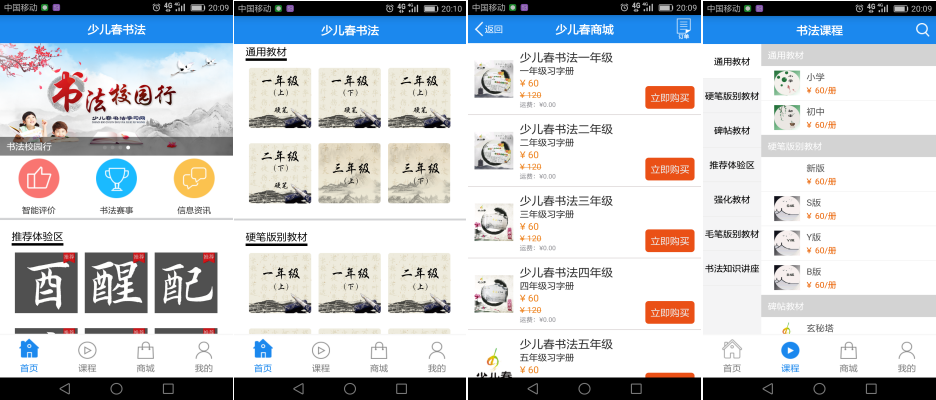 中国移动
4G
20:09
少儿春书法
书法校园行
少儿春书法学习网
书法校园行
智能评价
书法赛事
信息资讯
推荐体验区
推荐
推荐
推荐
酉
醒
配
首页
课程
商城
我的
中国移动
4G
20:10
少儿春书法
通用教材
一年级
(上)
硬笔
一年级
(下)
硬笔
二年级
(上)
硬笔
二年级
(下)
硬笔
三年级
(上)
三年级
(下)
硬笔版别教材
一年级
(上)
一年级
(下)
二年级
(上)
首页
课程
商城
我的
中国移动
4G
20:09
返回
少儿春商城
订单
少儿春书法一年级
一年级习字册
¥ 60
¥ 120
运费：¥0.00
立即购买
少儿春书法二年级
二年级习字册
¥ 60
¥ 120
运费：¥0.00
立即购买
少儿春书法三年级
三年级习字册
¥ 60
¥ 120
运费：¥0.00
立即购买
少儿春书法四年级
四年级习字册
¥ 60
¥ 120
运费：¥0.00
立即购买
少儿春书法五年级
五年级习字册
¥ 60
少儿春
中国移动
4G
20:09
书法课程
通用教材
硬笔版别教材
碑帖教材
推荐体验区
强化教材
毛笔版别教材
书法知识讲座
通用教材
小学
¥ 60/册
初中
¥ 60/册
硬笔版别教材
新版
¥ 60/册
S版
¥ 60/册
Y版
¥ 60/册
B版
¥ 60/册
碑帖教材
玄秘塔
首页
课程
商城
我的